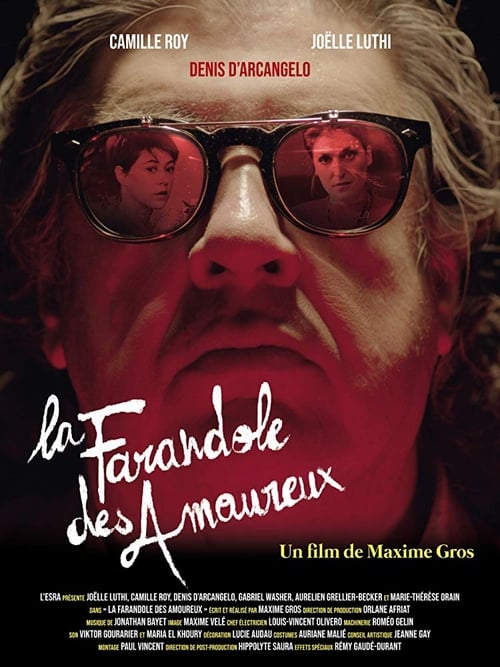 CAMILLE ROY JOËLLE LUTHI
DENIS D'ARCANGELO
la Farandole
des Amoureux
Un film de Maxime Gros
L'ESRA PRÉSENTE JOËLLE LUTHI, CAMILLE ROY, DENIS D'ARCANGELO, GABRIEL WASHER, AURELIEN GRELLIER-BECKER ET MARIE-THÉRÈSE ORAIN
DANS « LA FARANDOLE DES AMOUREUX » ÉCRIT ET RÉALISÉ PAR MAXIME GROS DIRECTION DE PRODUCTION ORLANE AFRIAT
MUSIQUE DE JONATHAN BAYET IMAGE MAXIME VELÉ CHEF ÉLECTRICIEN LOUIS-VINCENT OLIVERO MACHINERIE ROMÉO GELIN
SON VIKTOR GOURARIER ET MARIA EL KHOURY DÉCORATION LUCIE AUDAU COSTUMES AURIANE MALIÉ CONSEIL ARTISTIQUE JEANNE GAY
MONTAGE PAUL VINCENT DIRECTION DE POST-PRODUCTION HIPPOLYTE SAURA EFFETS SPÉCIAUX RÉMY GAUDÉ-DURANT